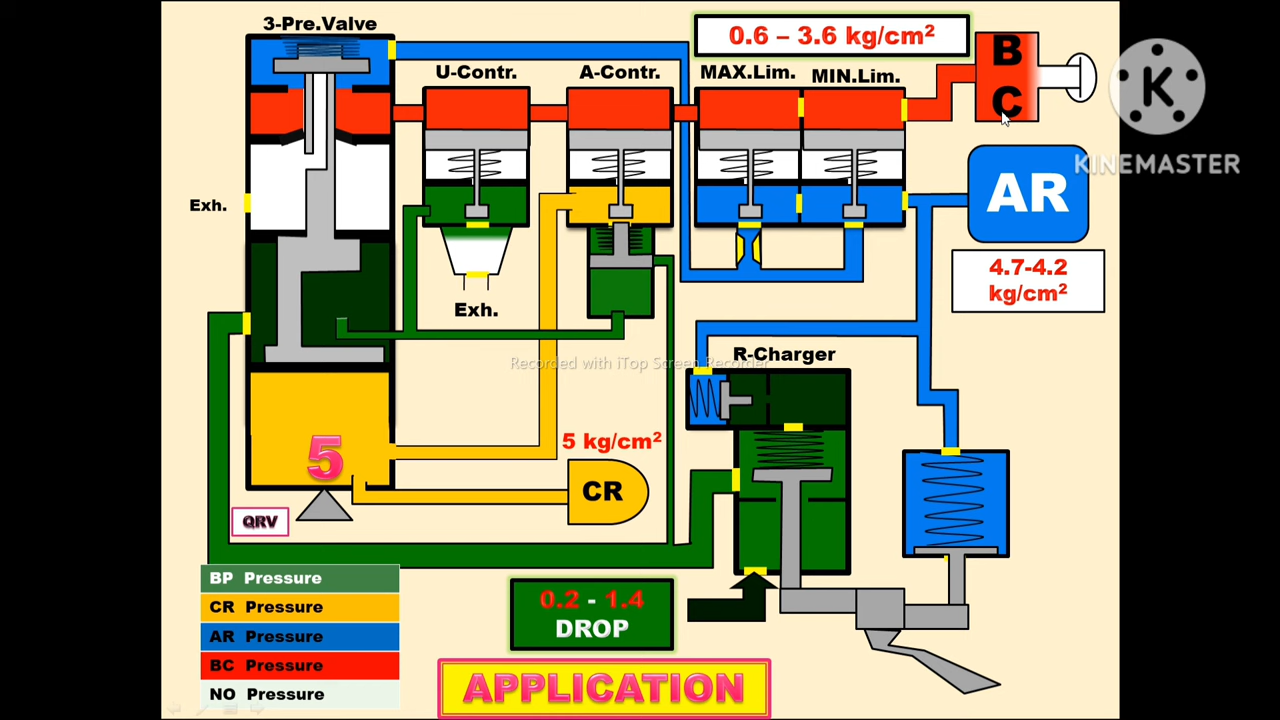 3-Pre.Valve
0.6 – 3.6 kg/cm²
U-Contr.
A-Contr.
MAX.Lim.
MIN.Lim.
B
C
K
KINEMASTER
AR
Exh.
4.7-4.2
kg/cm²
Exh.
Recorded with iTop Screen Recorder
R-Charger
5
5 kg/cm²
CR
QRV
BP Pressure
CR Pressure
AR Pressure
BC Pressure
NO Pressure
0.2 - 1.4
DROP
APPLICATION